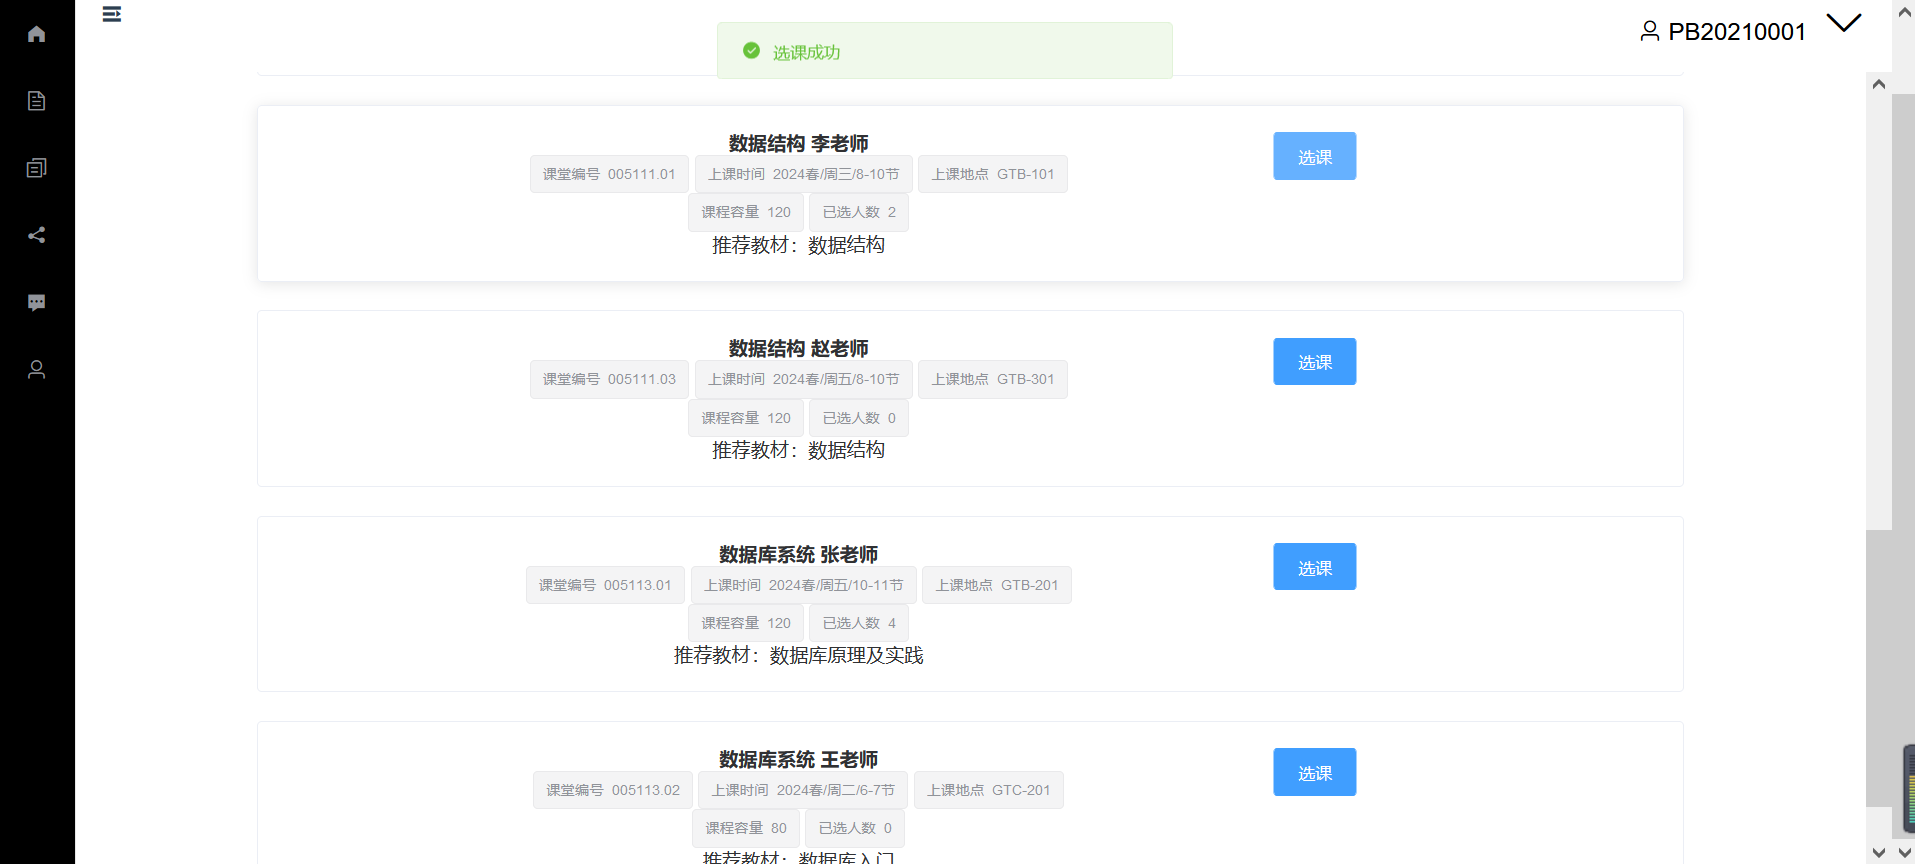 PB20210001
选课成功
数据结构 李老师
选课
课堂编号 005111.01 上课时间 2024春/周三/8-10节 上课地点 GTB-101
课程容量 120 已选人数 2
推荐教材：数据结构
数据结构 赵老师
选课
课堂编号 005111.03 上课时间 2024春/周五/8-10节 上课地点 GTB-301
课程容量 120 已选人数 0
推荐教材：数据结构
数据库系统 张老师
选课
课堂编号 005113.01 上课时间 2024春/周五/10-11节 上课地点 GTB-201
课程容量 120 已选人数 4
推荐教材：数据库原理及实践
数据库系统 王老师
选课
课堂编号 005113.02 上课时间 2024春/周二/6-7节 上课地点 GTC-201
课程容量 80 已选人数 0
推荐教材：数据库入门